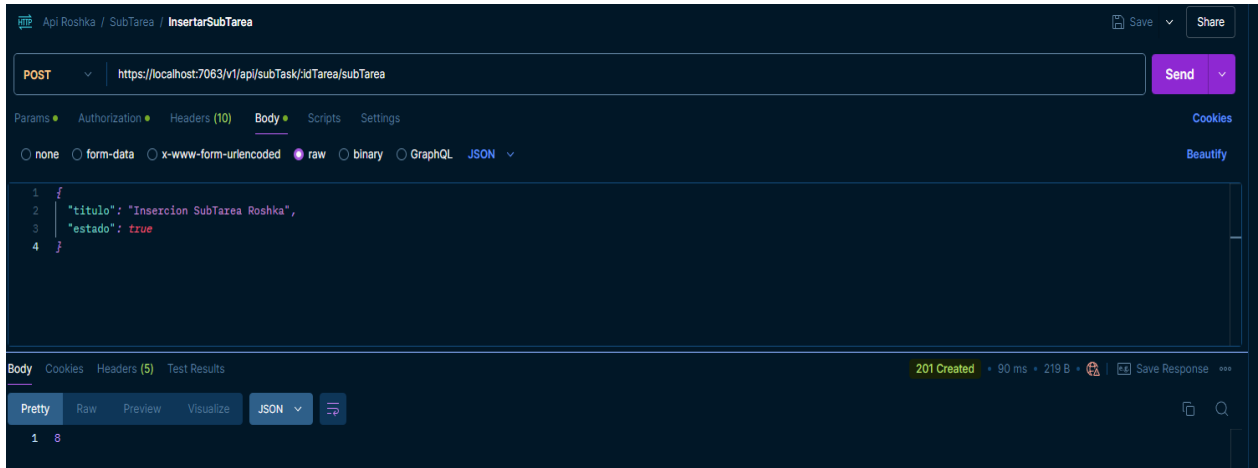 HTTP Api Roshka / SubTarea / InsertarSubTarea Save Share
POST https://localhost:7063/v1/api/subTask/:idTarea/subTarea Send
Params Authorization Headers (10) Body Scripts Settings Cookies
none form-data x-www-form-urlencoded raw binary GraphQL JSON Beautify
1 {
2 "titulo": "Insercion SubTarea Roshka",
3 "estado": true
4 }
Body Cookies Headers (5) Test Results 201 Created 90 ms 219 B e.g. Save Response
Pretty Raw Preview Visualize JSON
1 8